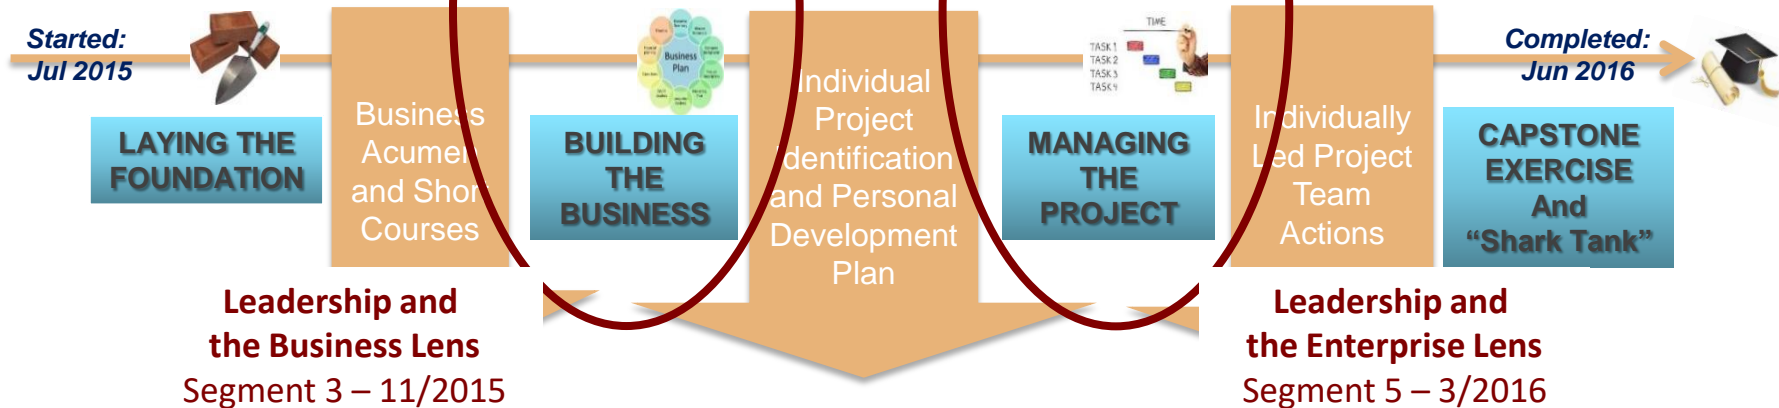 Started:
Jul 2015
LAYING THE
FOUNDATION
Business
Acumen
and Short
Courses
Business
Plan
BUILDING
THE
BUSINESS
Individual
Project
Identification
and Personal
Development
Plan
TIME
TASK 1
TASK 2
TASK 3
TASK 4
MANAGING
THE
PROJECT
Individually
Led Project
Team
Actions
Completed:
Jun 2016
CAPSTONE
EXERCISE
And
“Shark Tank”
Leadership and
the Business Lens
Segment 3 – 11/2015
Leadership and
the Enterprise Lens
Segment 5 – 3/2016